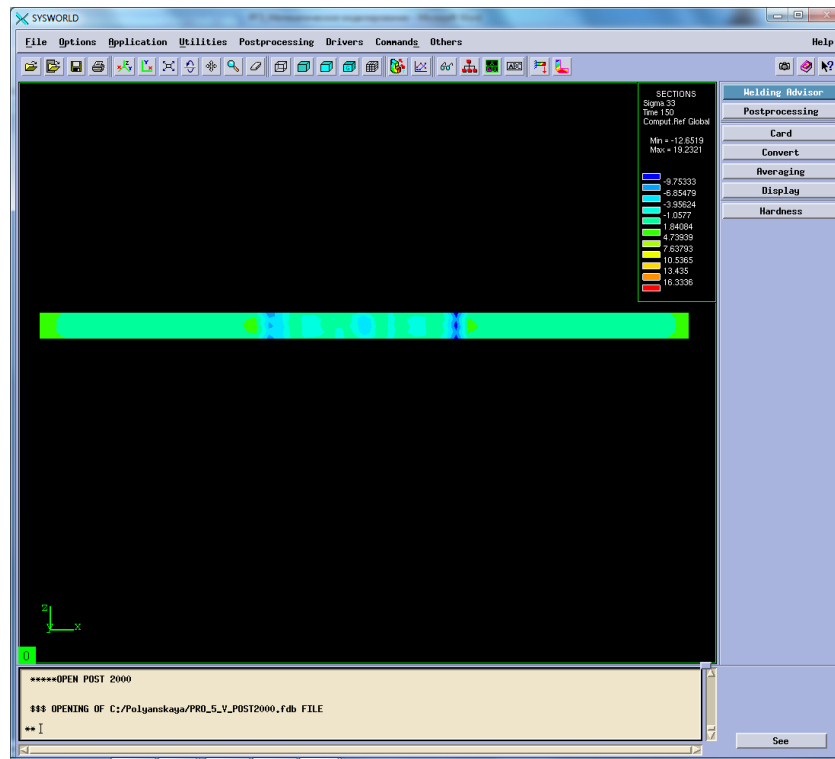 SYSWORLD
File Options Application Utilities Postprocessing Drivers Commands Others Help
SECTIONS
Sigma 33
Time 150
Comput.Ref Global
Min = -12.6519
Max = 19.2321
-9.75333
-6.85479
-3.95624
-1.0577
1.84084
4.73939
7.63793
10.5365
13.435
16.3336
Welding Advisor
Postprocessing
Card
Convert
Averaging
Display
Hardness
z
y x
0
*****OPEN POST 2000
$$$ OPENING OF C:/Polyanskaya/PRO_5_V_POST2000.fdb FILE
**
See